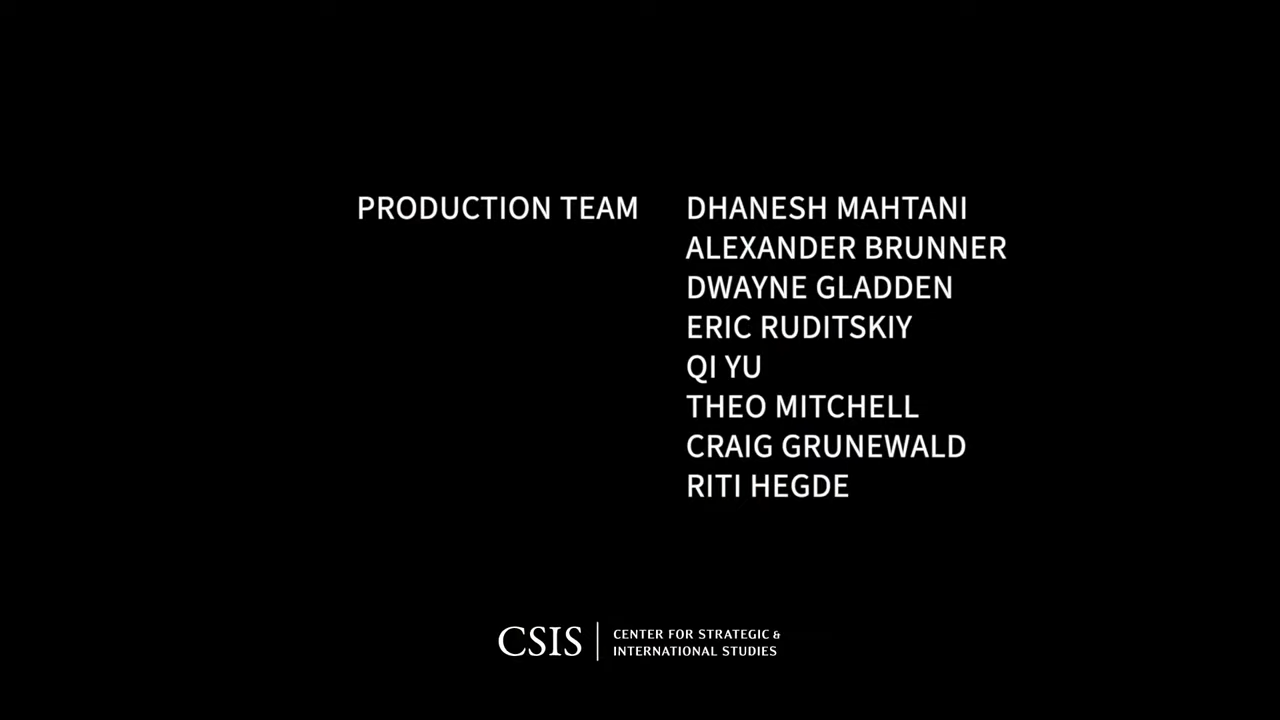 PRODUCTION TEAM DHANESH MAHTANI
ALEXANDER BRUNNER
DWAYNE GLADDEN
ERIC RUDITSKIY
QI YU
THEO MITCHELL
CRAIG GRUNEWALD
RITI HEGDE
CSIS
CENTER FOR STRATEGIC &
INTERNATIONAL STUDIES